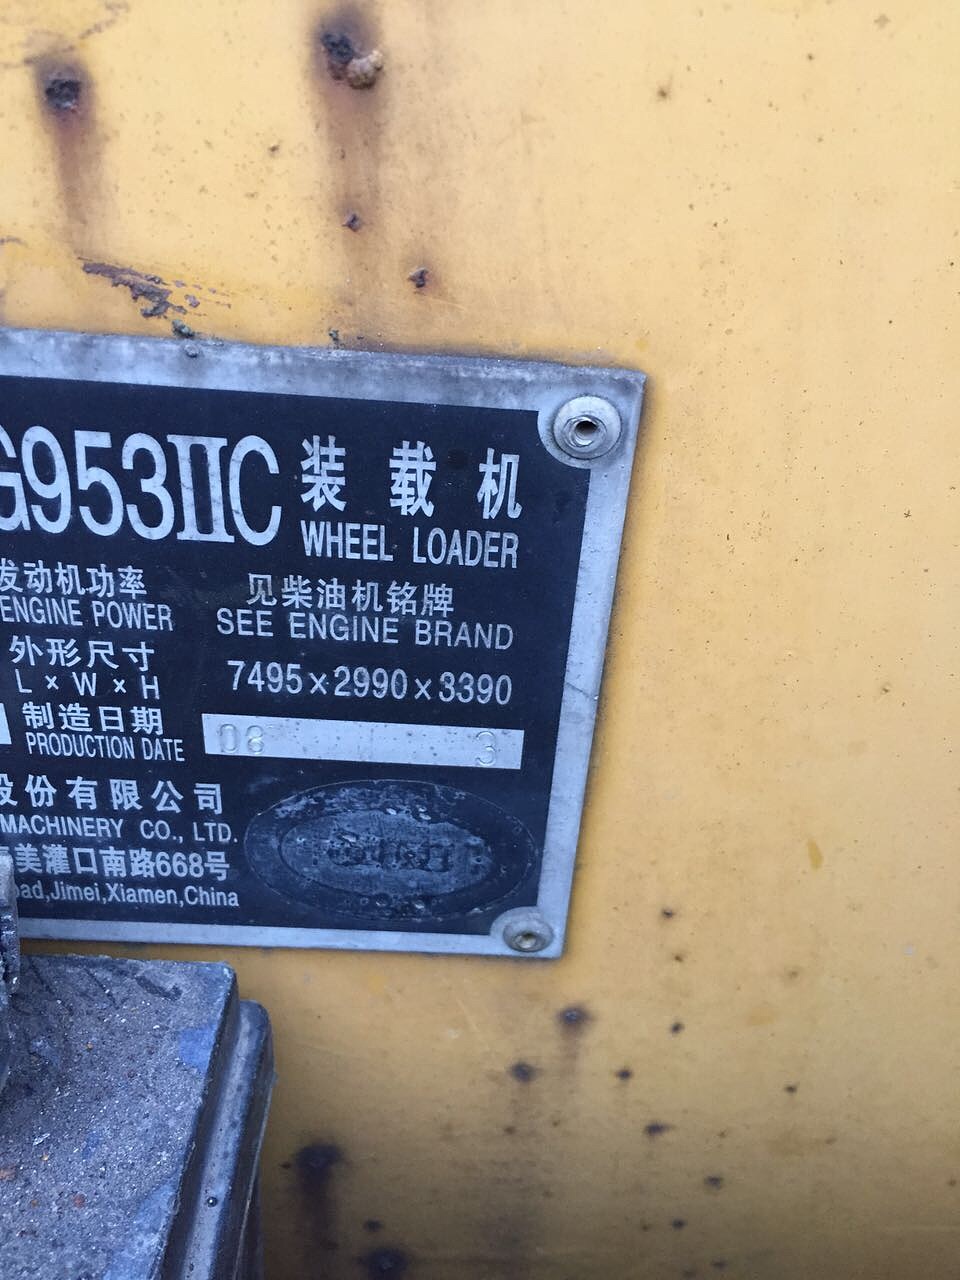 G953ⅡC 装载机
WHEEL LOADER
发动机功率 见柴油机铭牌
ENGINE POWER SEE ENGINE BRAND
外形尺寸
L×W×H 7495×2990×3390
制造日期
PRODUCTION DATE 08 3
股份有限公司
MACHINERY CO., LTD.
美灌口南路668号
oad,Jimei,Xiamen,China